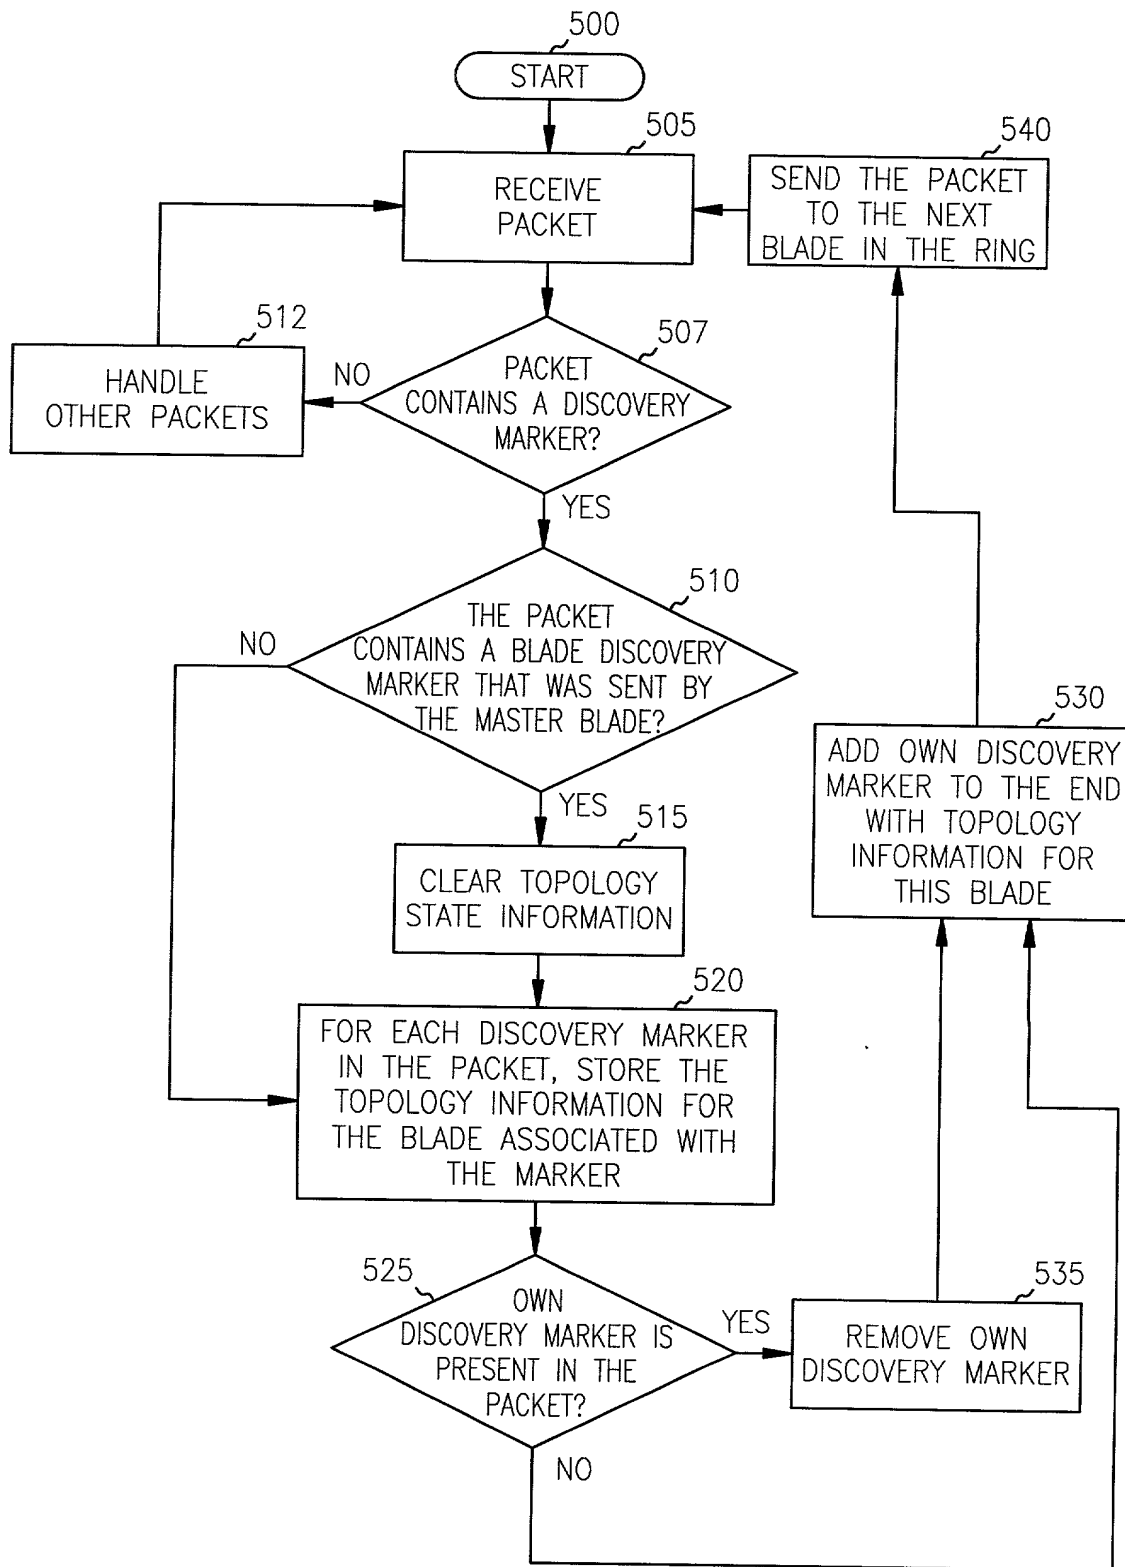 500
START
505
RECEIVE
PACKET
540
SEND THE PACKET
TO THE NEXT
BLADE IN THE RING
512
HANDLE
OTHER PACKETS
507
NO
PACKET
CONTAINS A DISCOVERY
MARKER?
YES
510
NO
THE PACKET
CONTAINS A BLADE DISCOVERY
MARKER THAT WAS SENT BY
THE MASTER BLADE?
YES
530
ADD OWN DISCOVERY
MARKER TO THE END
WITH TOPOLOGY
INFORMATION FOR
THIS BLADE
515
CLEAR TOPOLOGY
STATE INFORMATION
520
FOR EACH DISCOVERY MARKER
IN THE PACKET, STORE THE
TOPOLOGY INFORMATION FOR
THE BLADE ASSOCIATED WITH
THE MARKER
525
OWN
DISCOVERY MARKER IS
PRESENT IN THE
PACKET?
YES
535
REMOVE OWN
DISCOVERY MARKER
NO